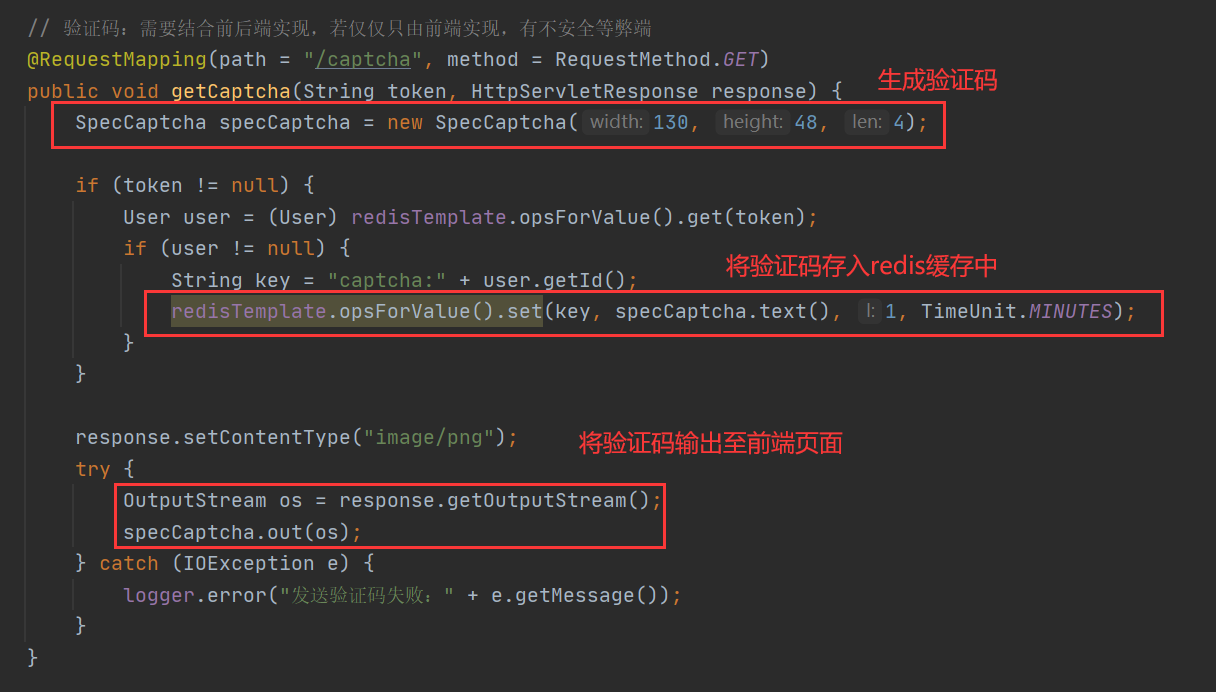 // 验证码：需要结合前后端实现，若仅仅只由前端实现，有不安全等弊端
@RequestMapping(path = "/captcha", method = RequestMethod.GET)
生成验证码
public void getCaptcha(String token, HttpServletResponse response) {
SpecCaptcha specCaptcha = new SpecCaptcha( width: 130, height: 48, len: 4);
if (token != null) {
User user = (User) redisTemplate.opsForValue().get(token);
if (user != null) {
将验证码存入redis缓存中
String key = "captcha:" + user.getId();
redisTemplate.opsForValue().set(key, specCaptcha.text(), l: 1, TimeUnit.MINUTES);
}
}
response.setContentType("image/png");
将验证码输出至前端页面
try {
OutputStream os = response.getOutputStream();
specCaptcha.out(os);
} catch (IOException e) {
logger.error("发送验证码失败：" + e.getMessage());
}
}